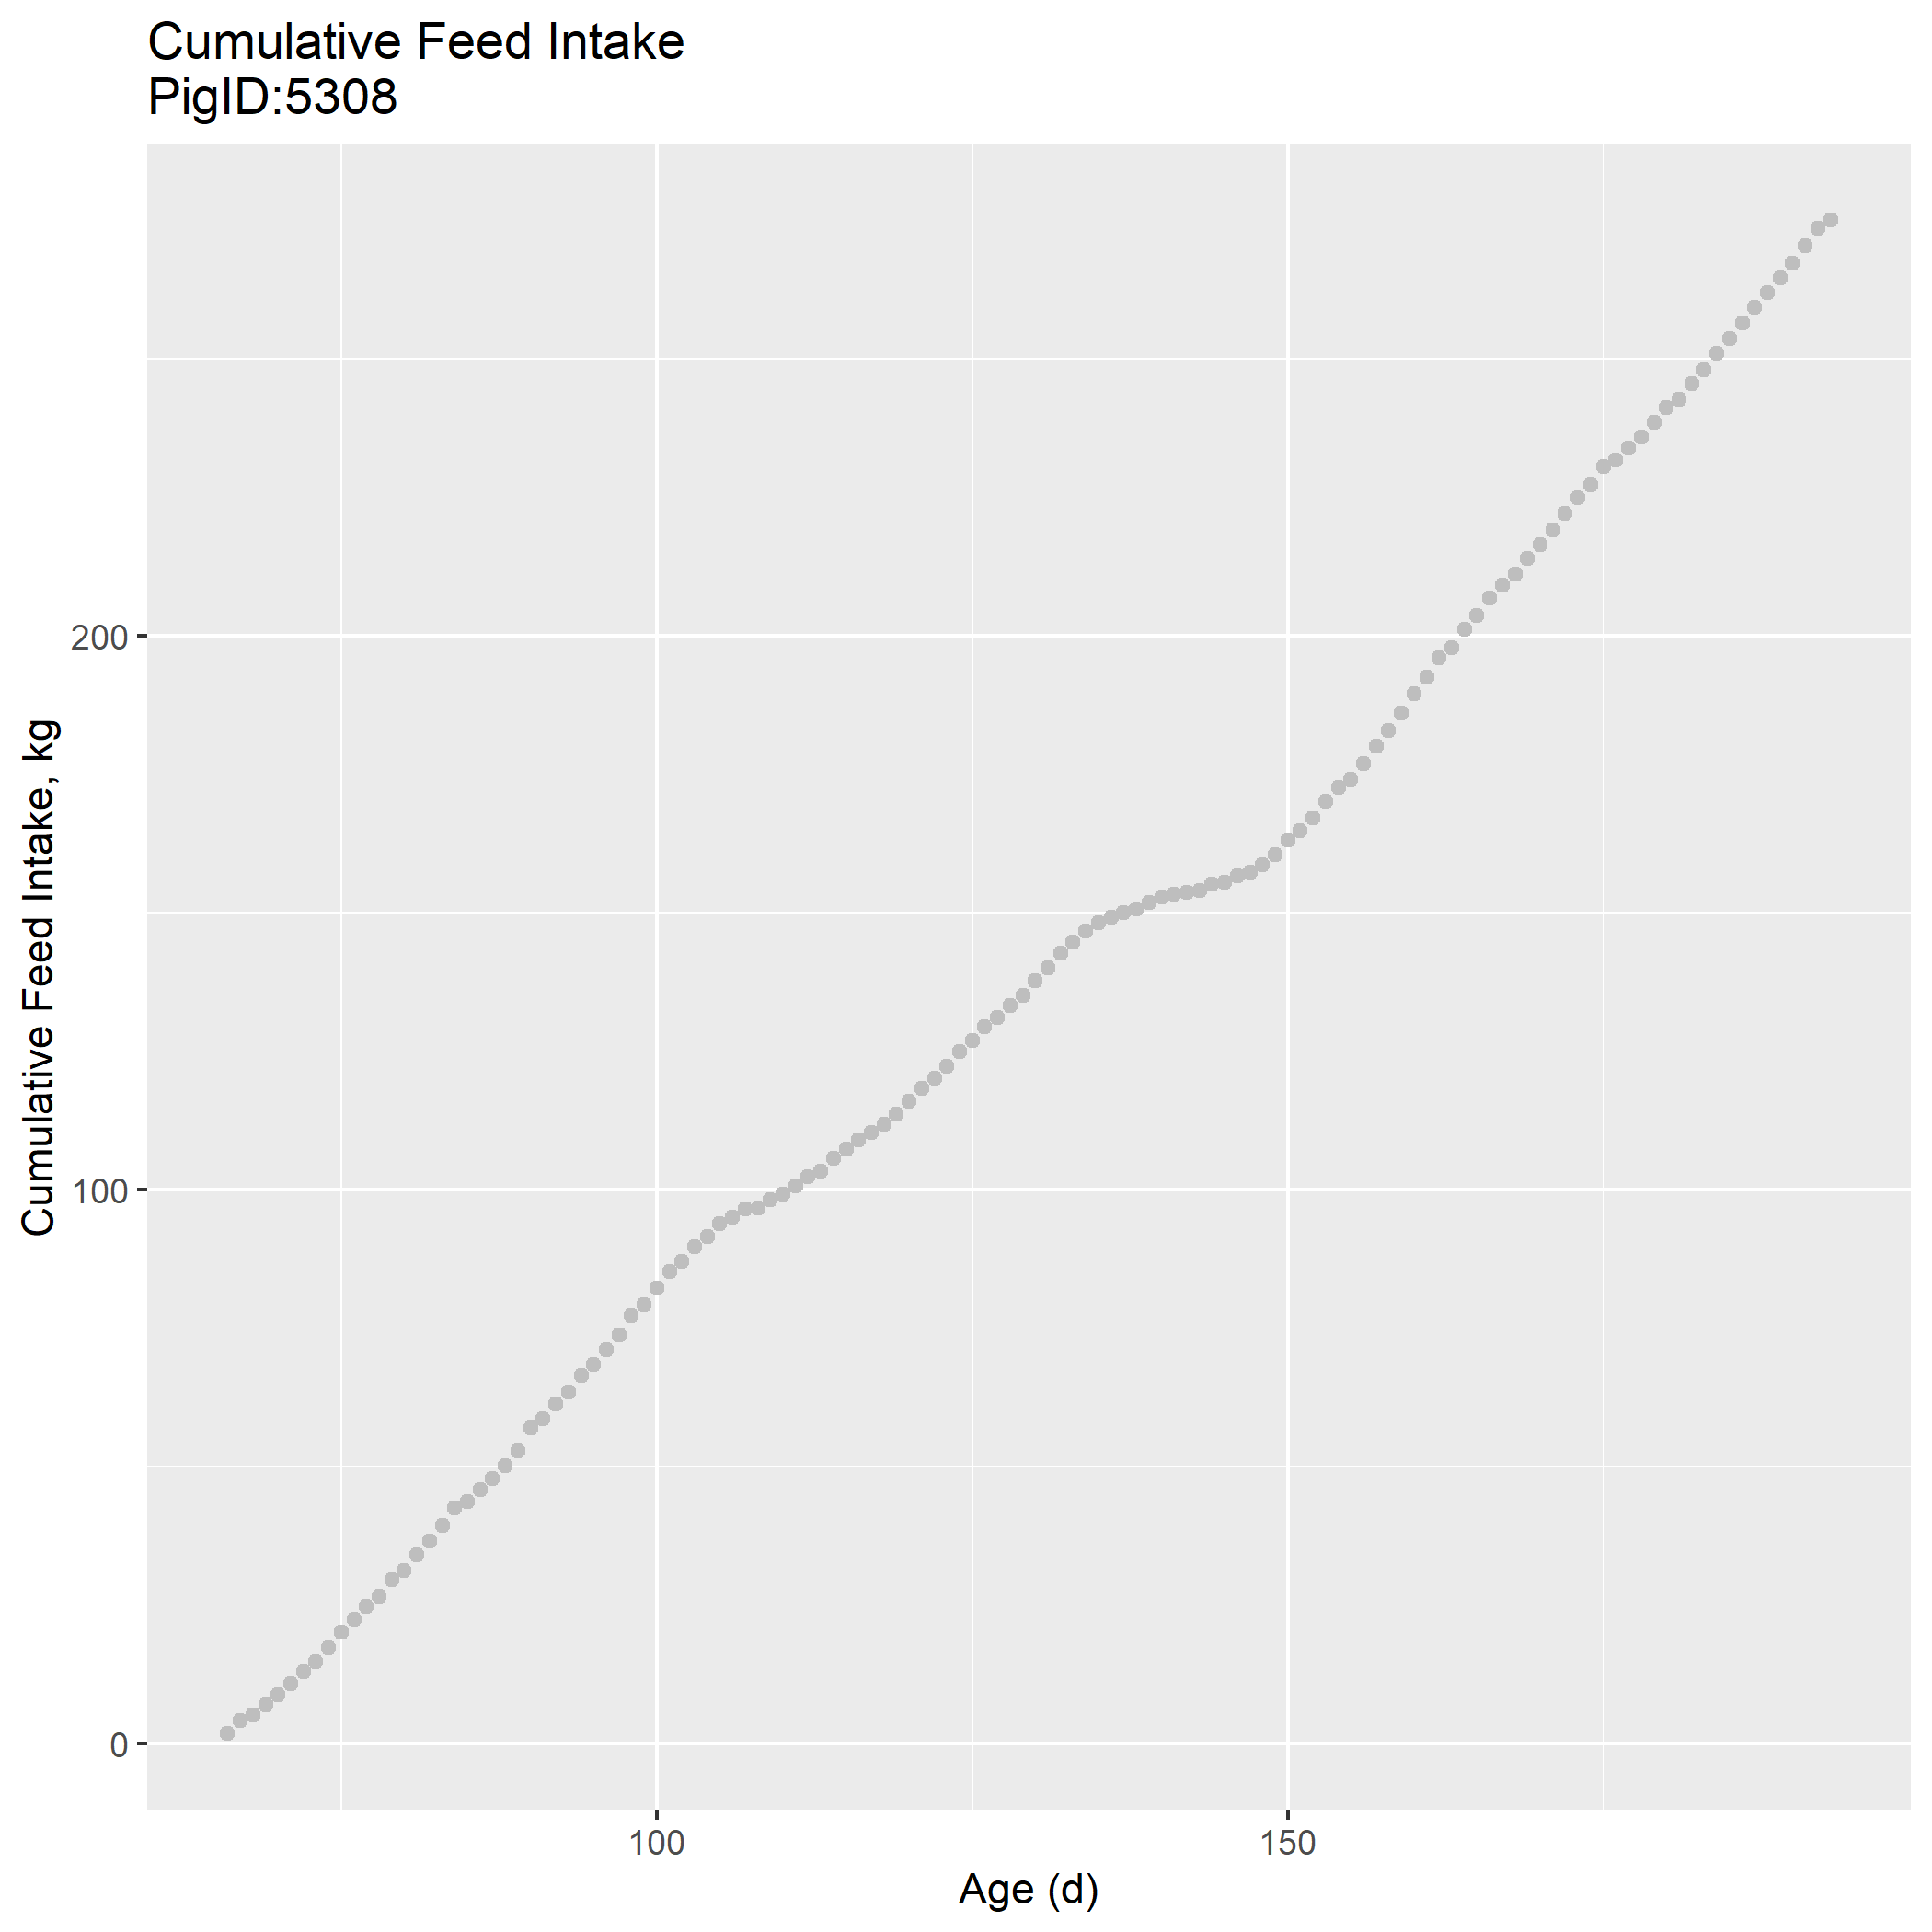 Cumulative Feed Intake
PigID:5308
Cumulative Feed Intake, kg
200
100
0
100
150
Age (d)